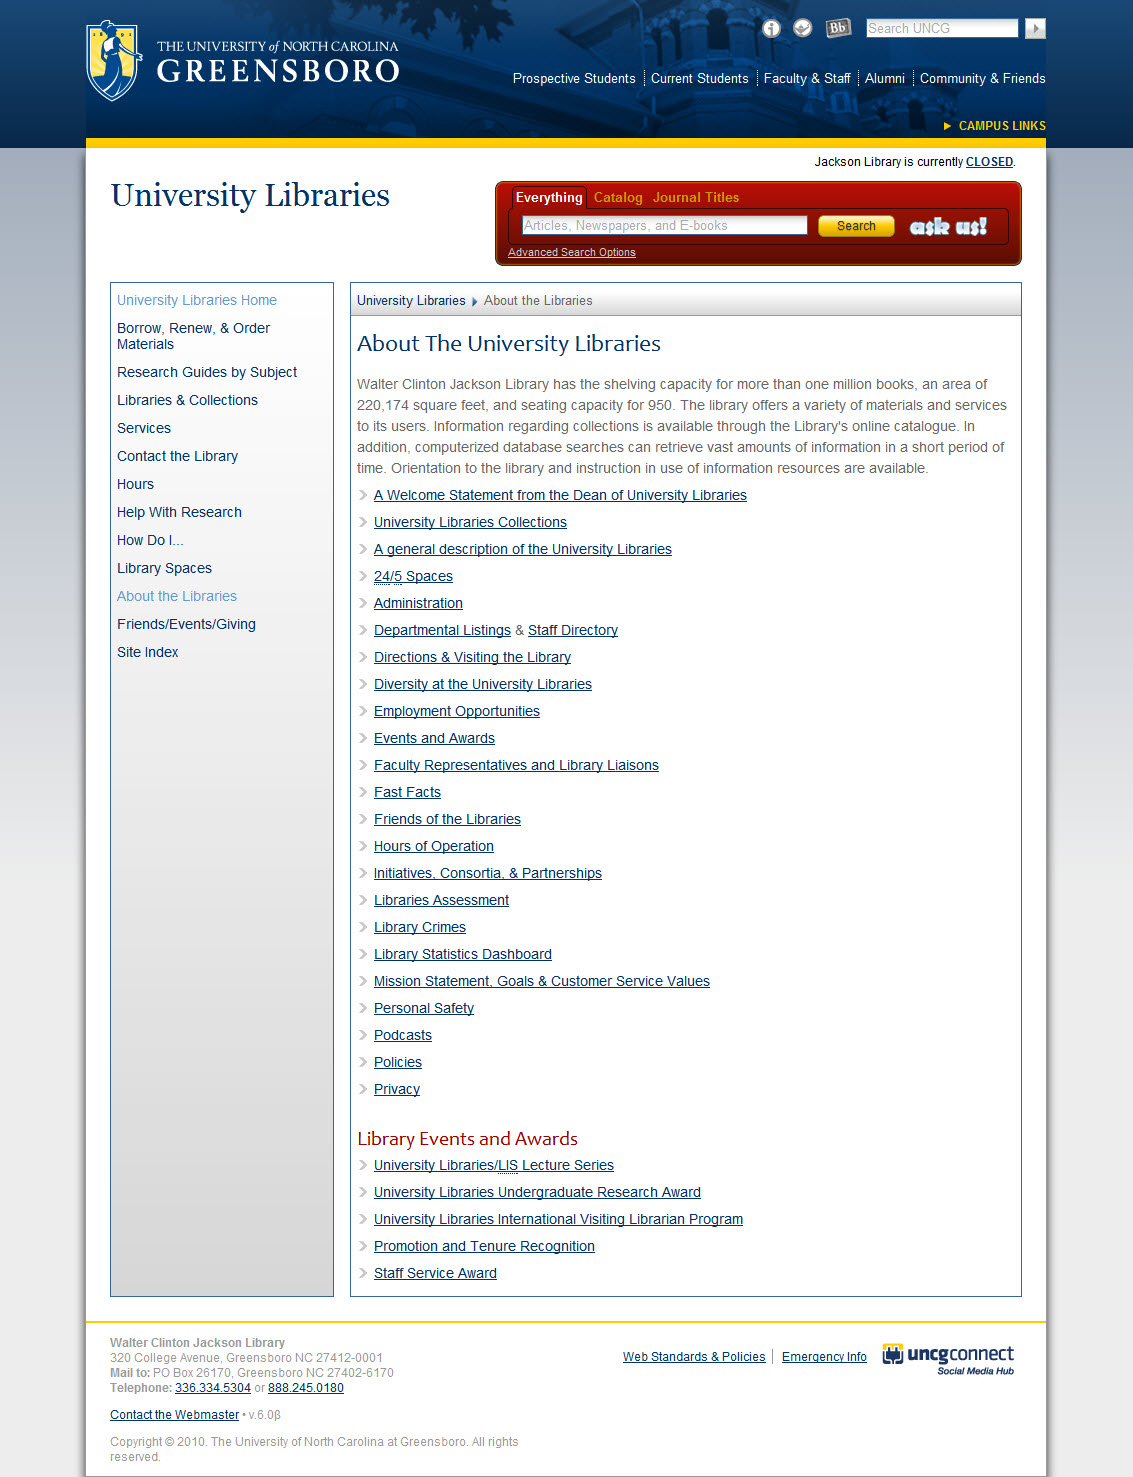 THE UNIVERSITY of NORTH CAROLINA
GREENSBORO
Bb
Search UNCG
Prospective Students
Current Students
Faculty & Staff
Alumni
Community & Friends
CAMPUS LINKS
Jackson Library is currently CLOSED.
University Libraries
Everything
Catalog
Journal Titles
Articles, Newspapers, and E-books
Search
ask us!
Advanced Search Options
University Libraries Home
Borrow, Renew, & Order
Materials
Research Guides by Subject
Libraries & Collections
Services
Contact the Library
Hours
Help With Research
How Do I...
Library Spaces
About the Libraries
Friends/Events/Giving
Site Index
University Libraries
About the Libraries
About The University Libraries
Walter Clinton Jackson Library has the shelving capacity for more than one million books, an area of
220,174 square feet, and seating capacity for 950. The library offers a variety of materials and services
to its users. Information regarding collections is available through the Library's online catalogue. In
addition, computerized database searches can retrieve vast amounts of information in a short period of
time. Orientation to the library and instruction in use of information resources are available.
A Welcome Statement from the Dean of University Libraries
University Libraries Collections
A general description of the University Libraries
24/5 Spaces
Administration
Departmental Listings & Staff Directory
Directions & Visiting the Library
Diversity at the University Libraries
Employment Opportunities
Events and Awards
Faculty Representatives and Library Liaisons
Fast Facts
Friends of the Libraries
Hours of Operation
Initiatives, Consortia, & Partnerships
Libraries Assessment
Library Crimes
Library Statistics Dashboard
Mission Statement, Goals & Customer Service Values
Personal Safety
Podcasts
Policies
Privacy
Library Events and Awards
University Libraries/LIS Lecture Series
University Libraries Undergraduate Research Award
University Libraries International Visiting Librarian Program
Promotion and Tenure Recognition
Staff Service Award
Walter Clinton Jackson Library
320 College Avenue, Greensboro NC 27412-0001
Mail to: PO Box 26170, Greensboro NC 27402-6170
Telephone: 336.334.5304 or 888.245.0180
Contact the Webmaster • v.6.0β
Copyright © 2010. The University of North Carolina at Greensboro. All rights
reserved.
Web Standards & Policies
Emergency Info
uncgconnect
Social Media Hub